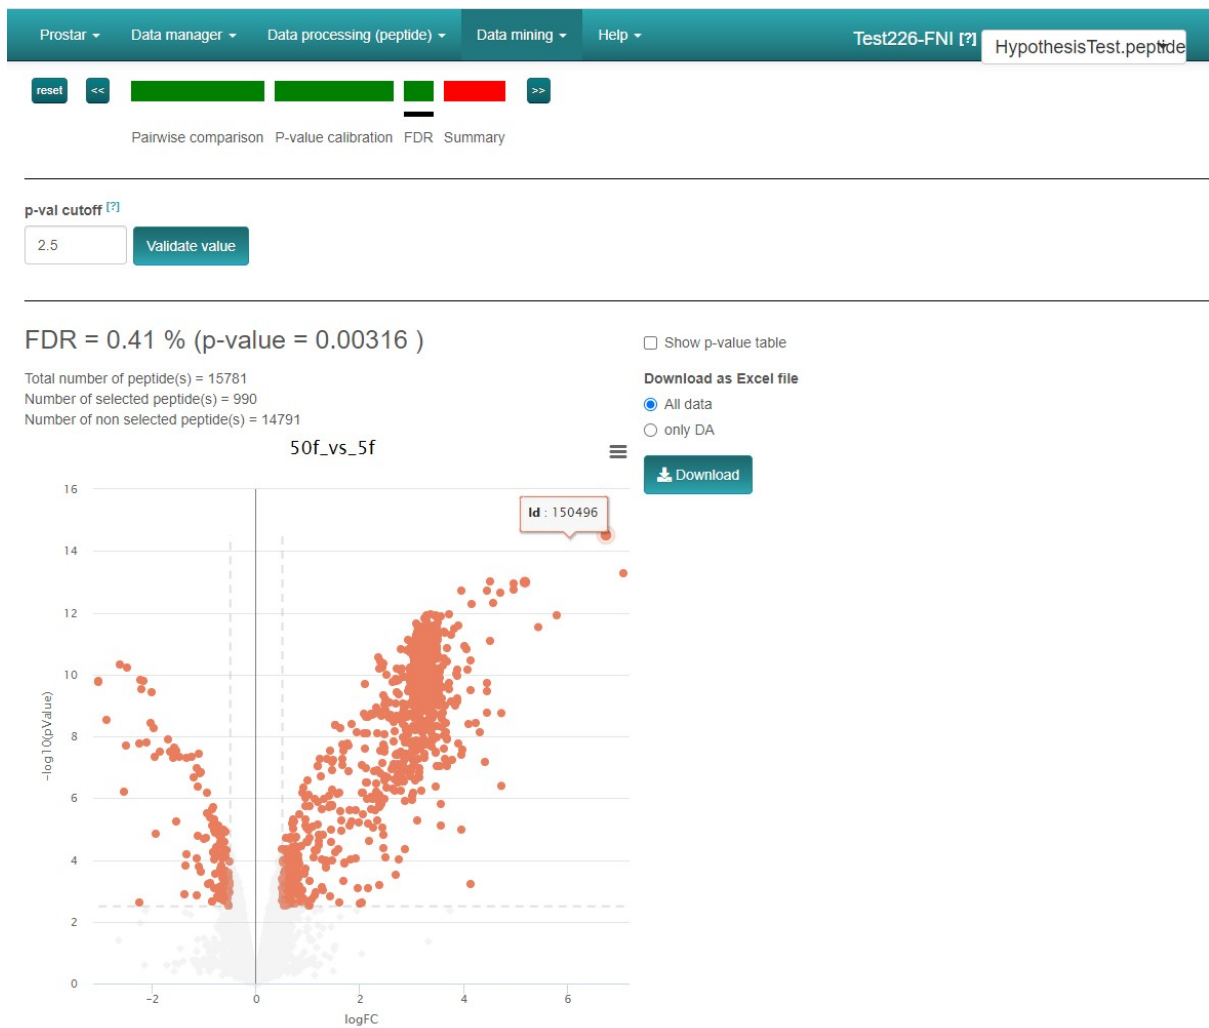 Prostar Data manager Data processing (peptide) Data mining Help Test226-FNI [?] HypothesisTest.peptide
reset << >>
Pairwise comparison P-value calibration FDR Summary
p-val cutoff [?]
2.5 Validate value
FDR = 0.41 % (p-value = 0.00316 )
Total number of peptide(s) = 15781
Number of selected peptide(s) = 990
Number of non selected peptide(s) = 14791
Show p-value table
Download as Excel file
All data
only DA
Download
50f_vs_5f
Id : 150496
16
14
12
10
8
6
4
2
0
-log10(pValue)
−2 0 2 4 6
logFC